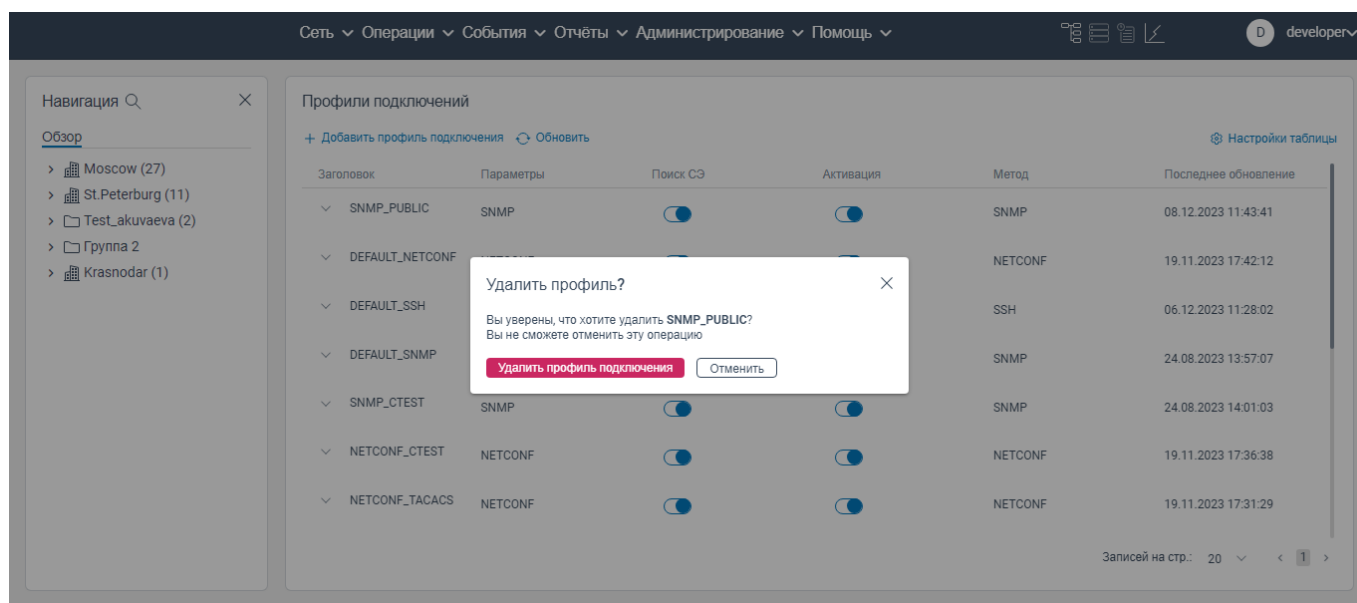 Сеть Операции События Отчёты Администрирование Помощь D developer
Навигация
Обзор
Moscow (27)
St.Peterburg (11)
Test_akuvaeva (2)
Группа 2
Krasnodar (1)
Профили подключений
+ Добавить профиль подключения Обновить Настройки таблицы
Заголовок Параметры Поиск СЭ Активация Метод Последнее обновление
SNMP_PUBLIC SNMP SNMP 08.12.2023 11:43:41
DEFAULT_NETCONF NETCONF 19.11.2023 17:42:12
DEFAULT_SSH SSH 06.12.2023 11:28:02
DEFAULT_SNMP SNMP 24.08.2023 13:57:07
SNMP_CTEST SNMP SNMP 24.08.2023 14:01:03
NETCONF_CTEST NETCONF NETCONF 19.11.2023 17:36:38
NETCONF_TACACS NETCONF NETCONF 19.11.2023 17:31:29
Удалить профиль?
Вы уверены, что хотите удалить SNMP_PUBLIC?
Вы не сможете отменить эту операцию
Удалить профиль подключения Отменить
Записей на стр.: 20 1